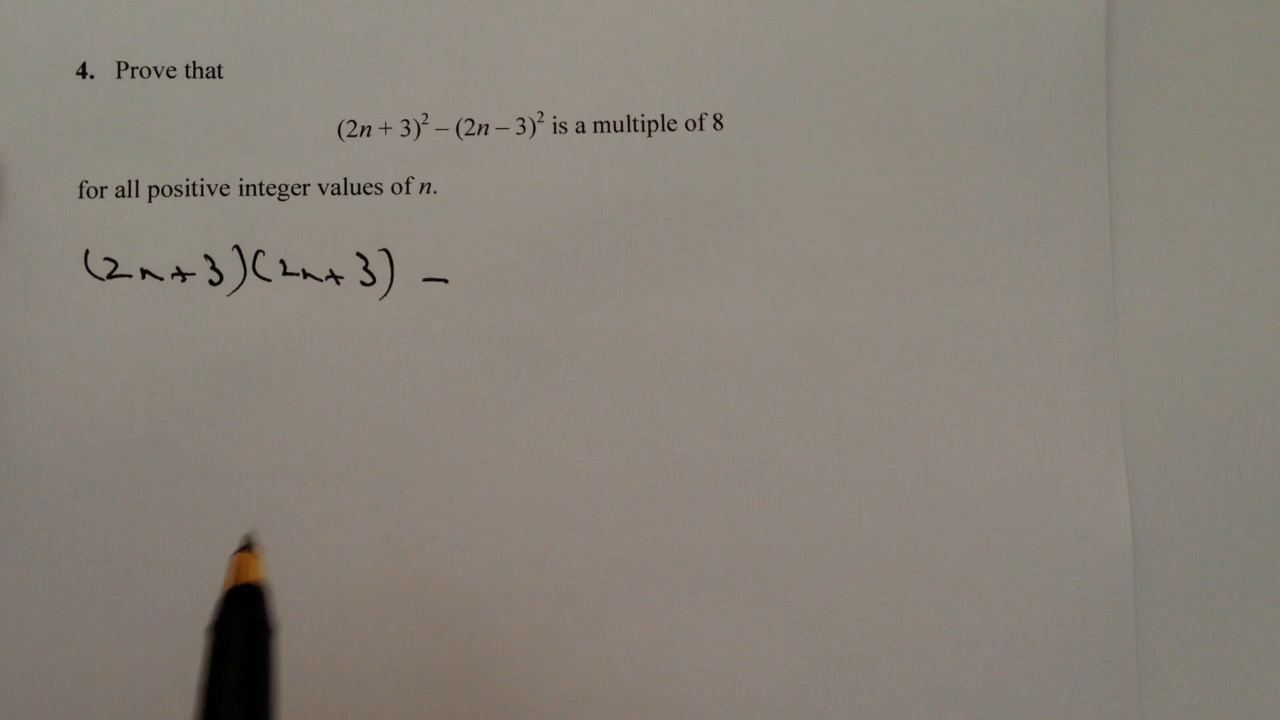 4. Prove that
(2n + 3)² – (2n – 3)² is a multiple of 8
for all positive integer values of n.
(2n+3)(2n+3) –